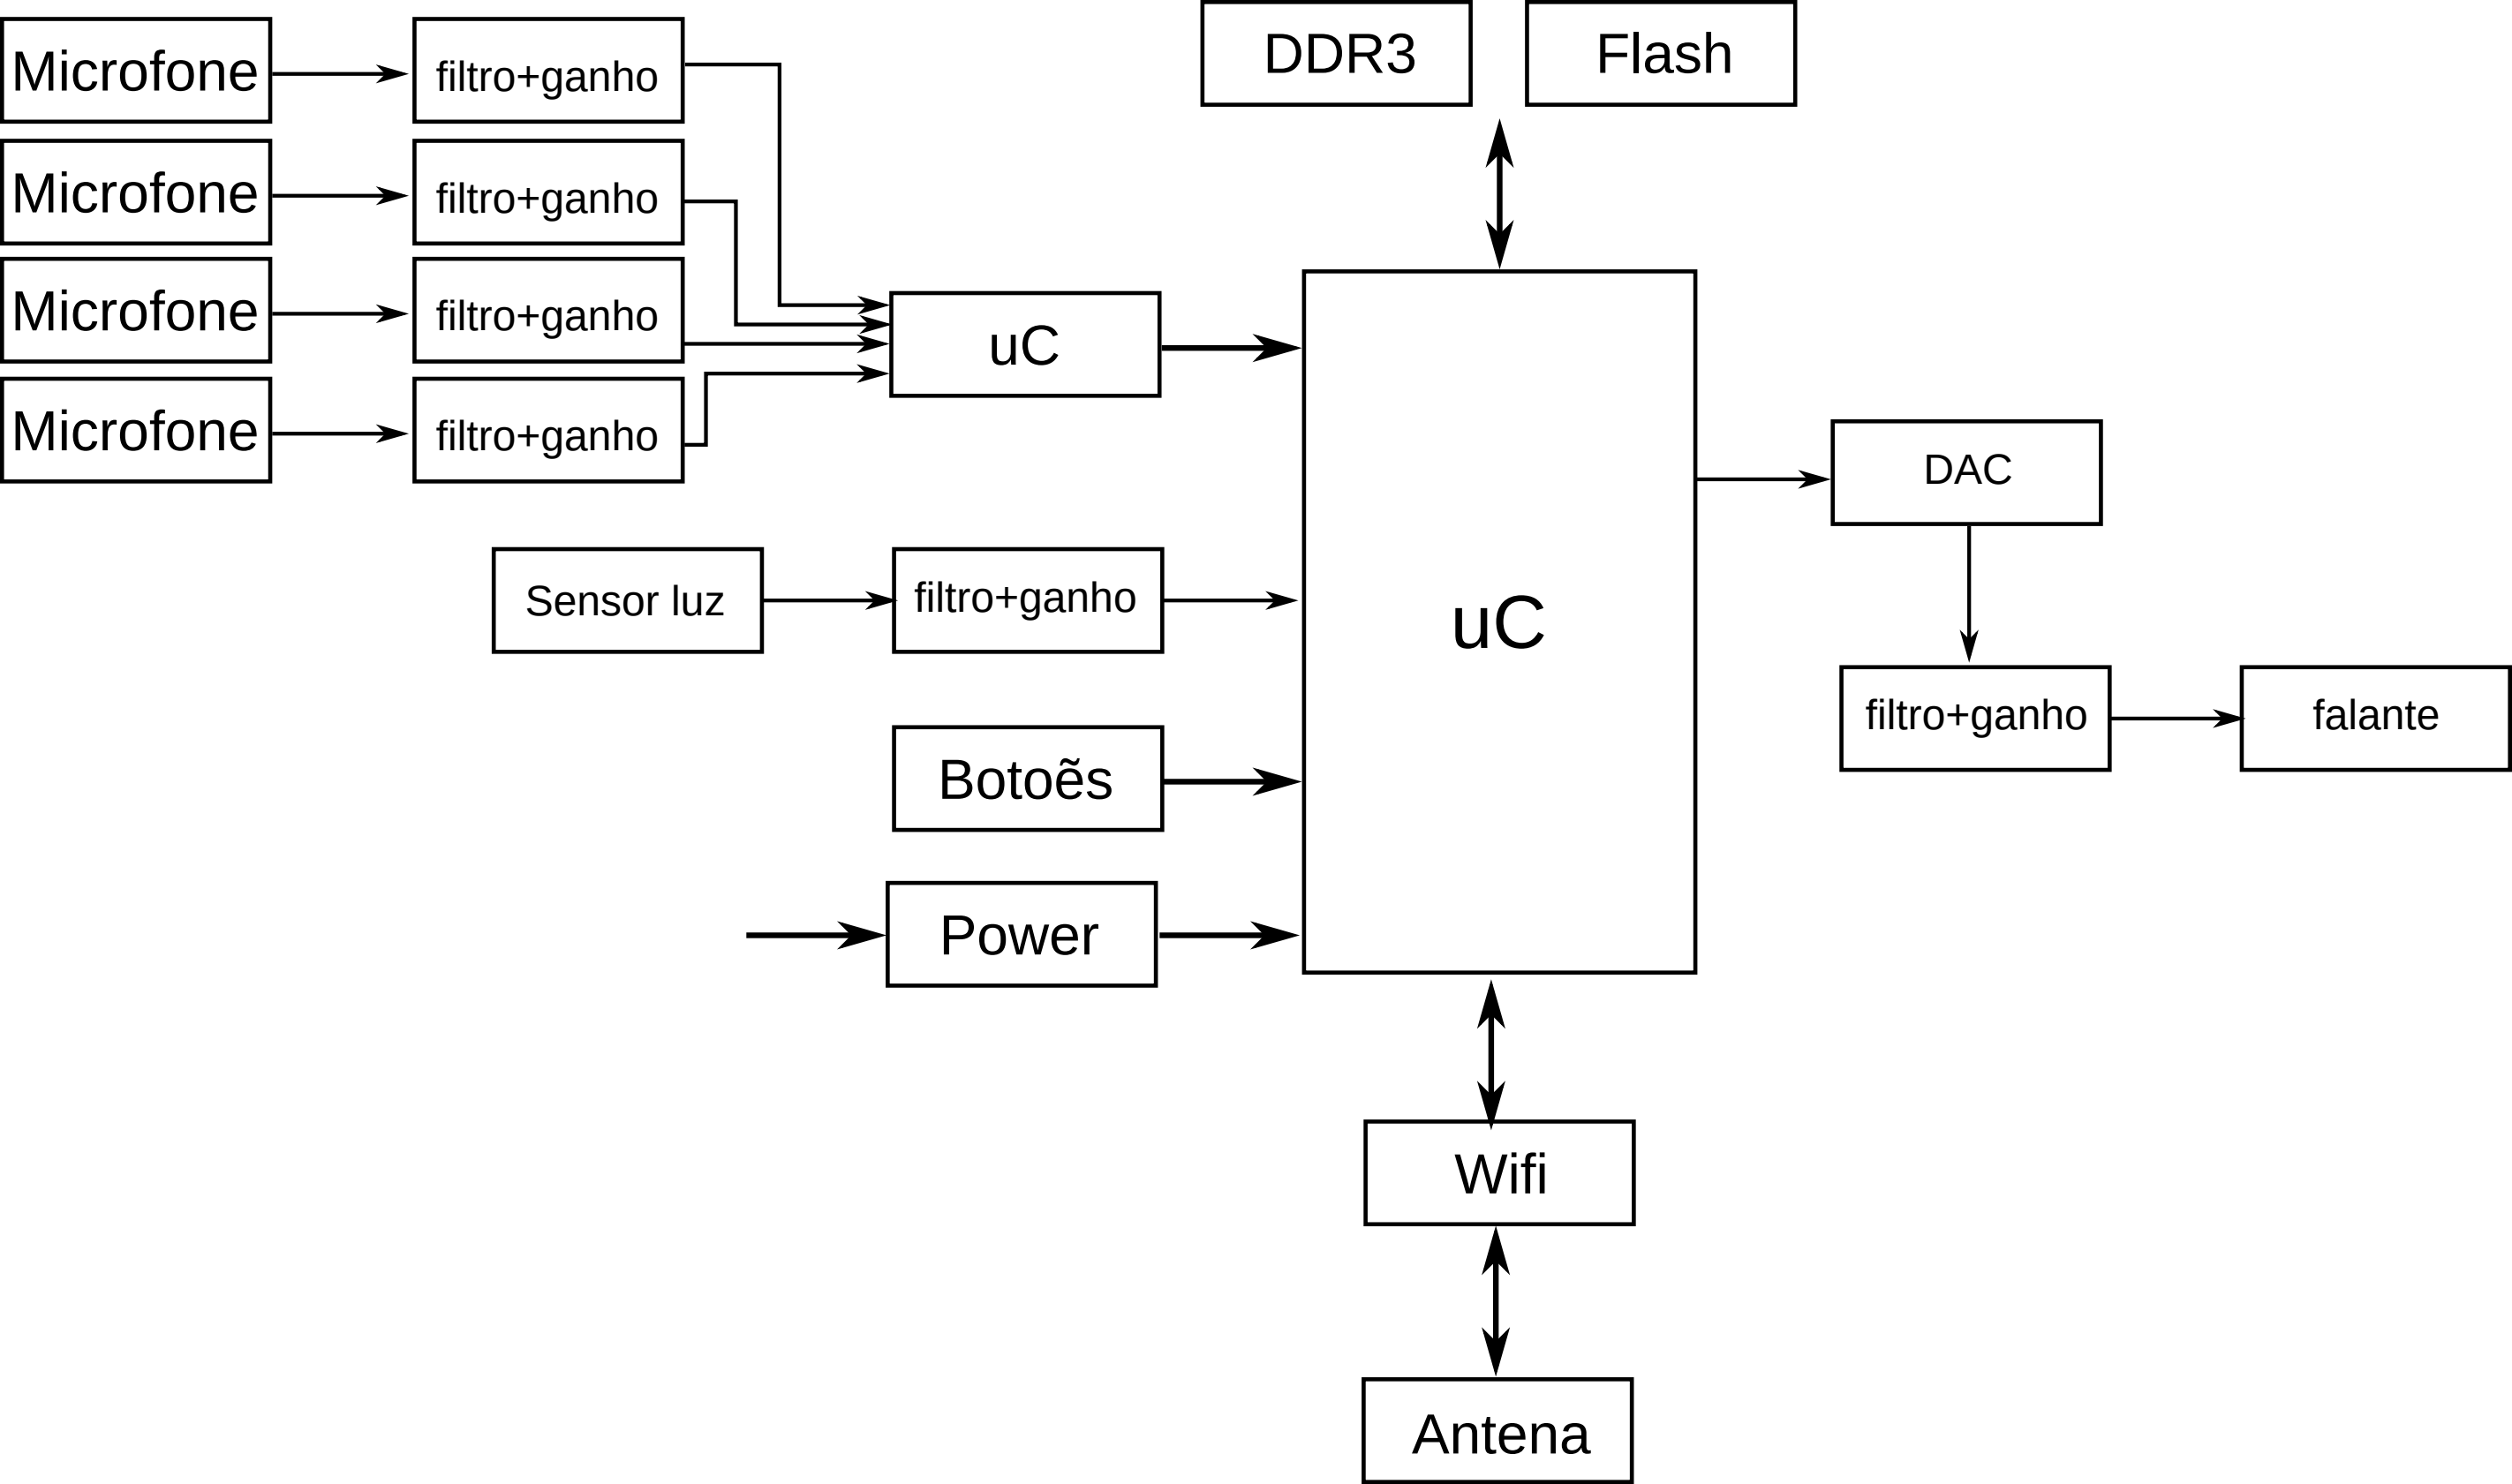 DDR3
Flash
Microfone
filtro+ganho
Microfone
filtro+ganho
Microfone
filtro+ganho
uC
Microfone
filtro+ganho
DAC
Sensor luz
filtro+ganho
uC
filtro+ganho
falante
Botoẽs
Power
Wifi
Antena